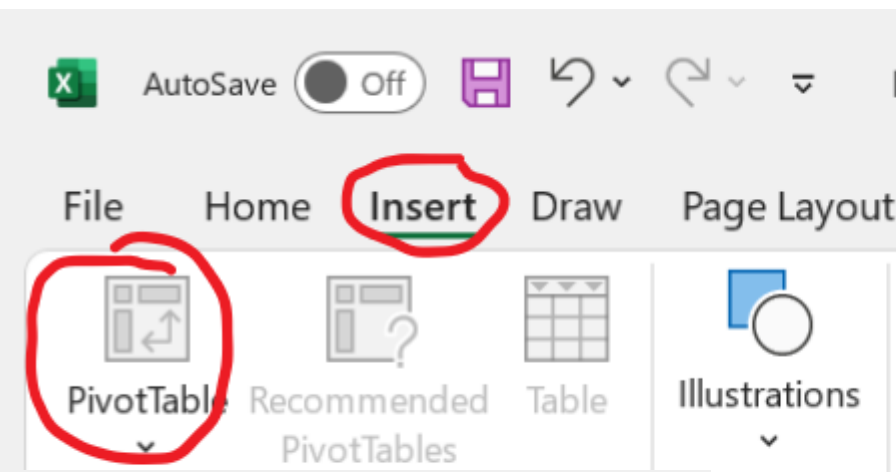 AutoSave Off
File Home Insert Draw Page Layout
PivotTable Recommended PivotTables Table Illustrations